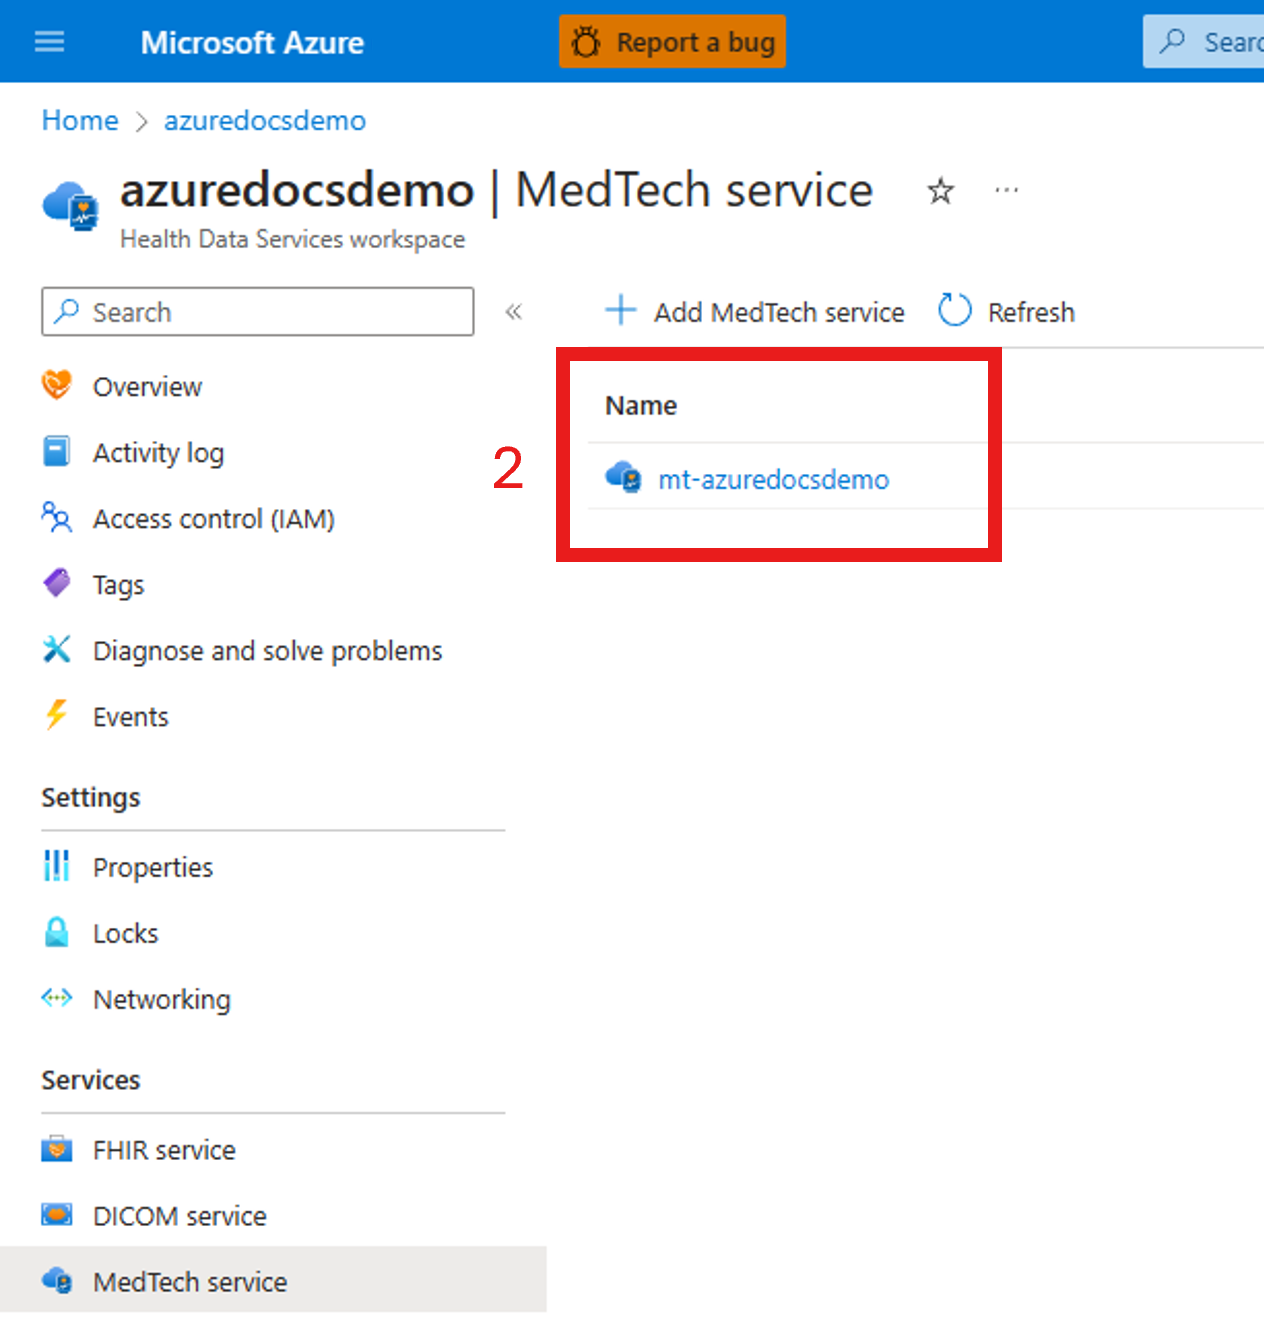 Microsoft Azure
Report a bug
Searc
Home > azuredocsdemo
azuredocsdemo | MedTech service ...
Health Data Services workspace
Search
«
+ Add MedTech service
Refresh
Overview
Activity log
Access control (IAM)
Tags
Diagnose and solve problems
Events
Settings
Properties
Locks
Networking
Services
FHIR service
DICOM service
MedTech service
2
Name
mt-azuredocsdemo